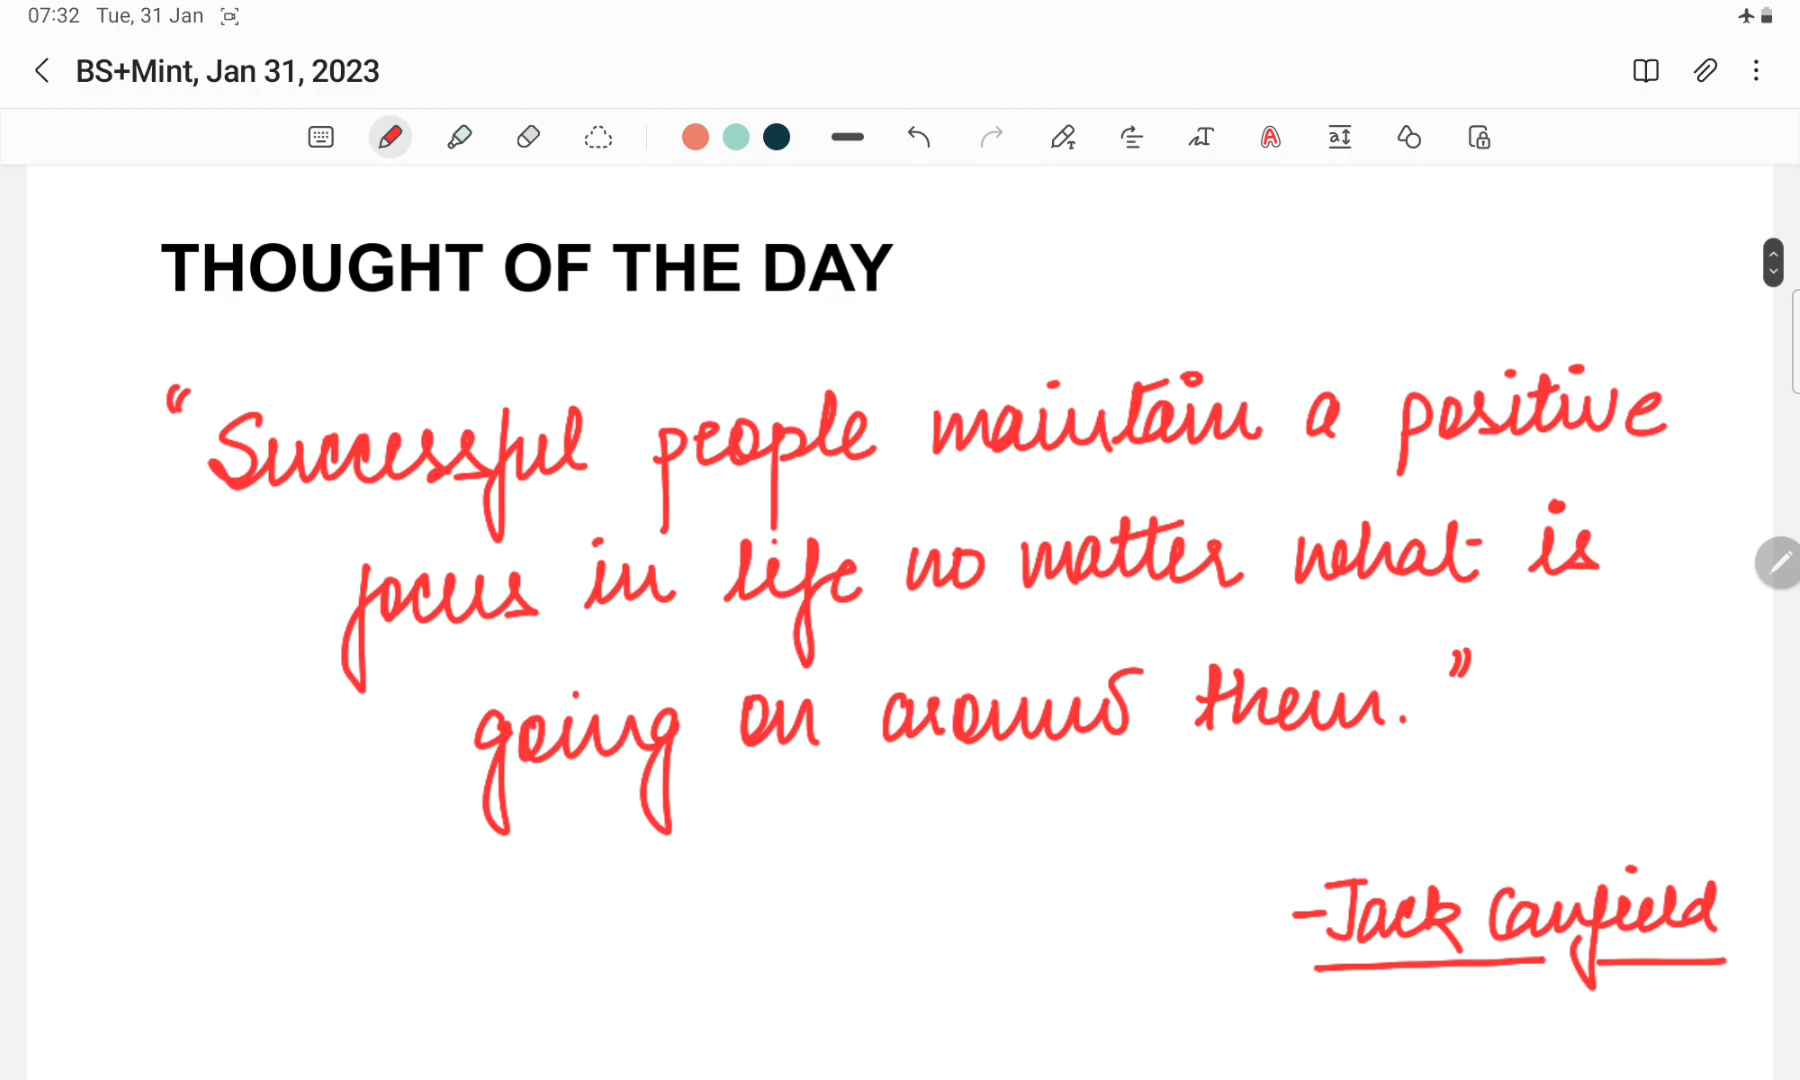 07:32 Tue, 31 Jan
BS+Mint, Jan 31, 2023
THOUGHT OF THE DAY
“Successful people maintain a positive
focus in life no matter what is
going on around them.”
-Jack Canfield